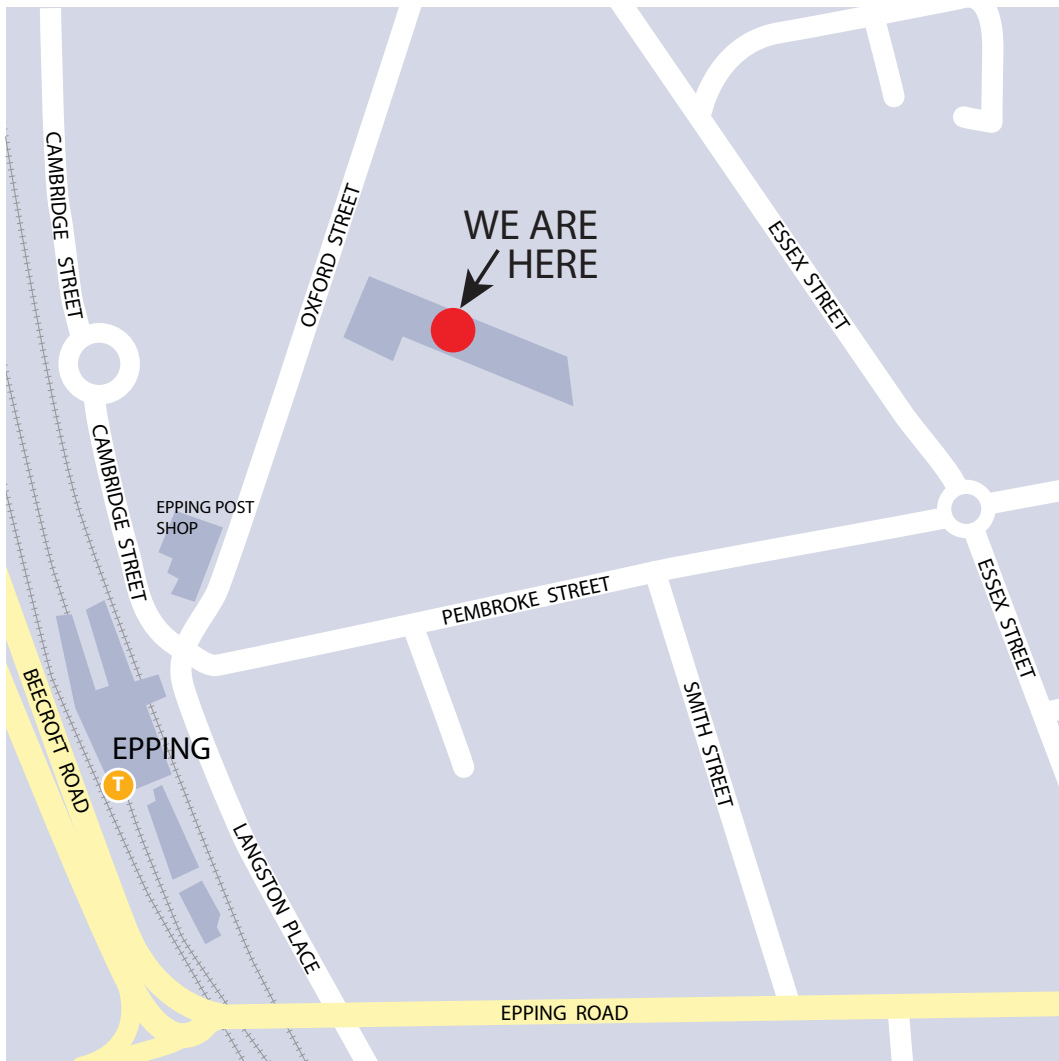 CAMBRIDGE STREET
OXFORD STREET
WE ARE
HERE
ESSEX STREET
CAMBRIDGE STREET
EPPING POST
SHOP
PEMBROKE STREET
ESSEX STREET
BEECROFT ROAD
EPPING
T
SMITH STREET
LANGSTON PLACE
EPPING ROAD